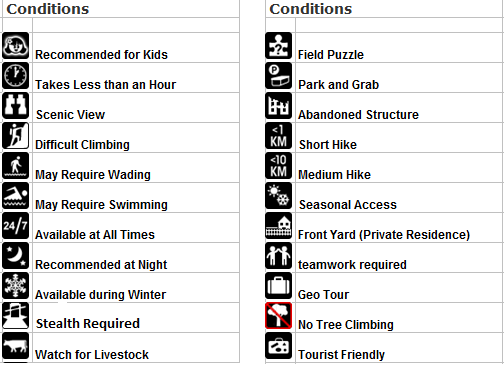 Conditions
Recommended for Kids
Takes Less than an Hour
Scenic View
Difficult Climbing
May Require Wading
May Require Swimming
24/7 Available at All Times
Recommended at Night
Available during Winter
Stealth Required
Watch for Livestock
Conditions
Field Puzzle
P Park and Grab
Abandoned Structure
<1 KM Short Hike
<10 KM Medium Hike
Seasonal Access
Front Yard (Private Residence)
teamwork required
Geo Tour
No Tree Climbing
Tourist Friendly